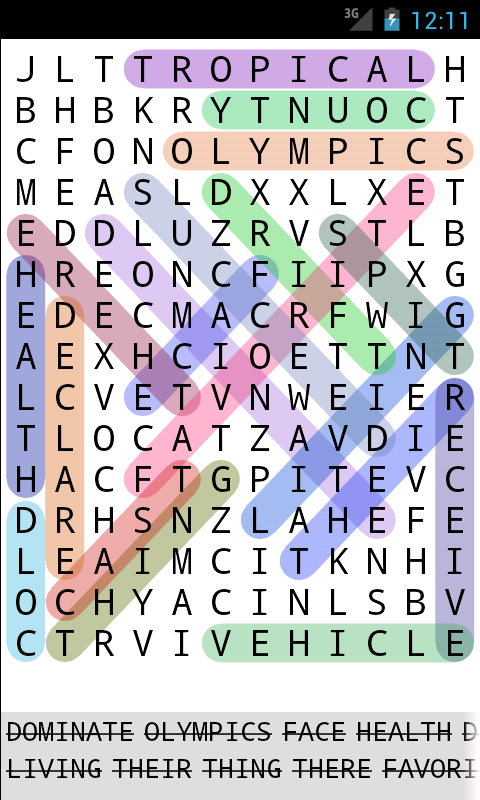 3G 12:11
J L T T R O P I C A L H
B H B K R Y T N U O C T
C F O N O L Y M P I C S
M E A S L D X X L X E T
E D D L U Z R V S T L B
H R E O N C F I I P X G
E D E C M A C R F W I G
A E X H C I O E T T N T
L C V E T V N W E I E R
T L O C A T Z A V D I E
H A C F T G P I T E V C
D R H S N Z L A H E F E
L E A I M C I T K N H I
O C H Y A C I N L S B V
C T R V I V E H I C L E
DOMINATE OLYMPICS FACE HEALTH D
LIVING THEIR THING THERE FAVORI